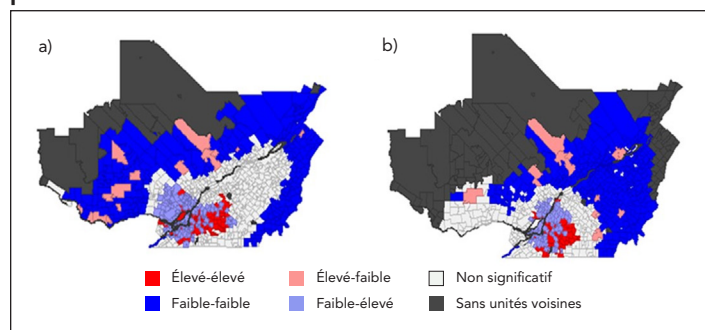 a)
b)
Élevé-élevé
Élevé-faible
Non significatif
Faible-faible
Faible-élevé
Sans unités voisines